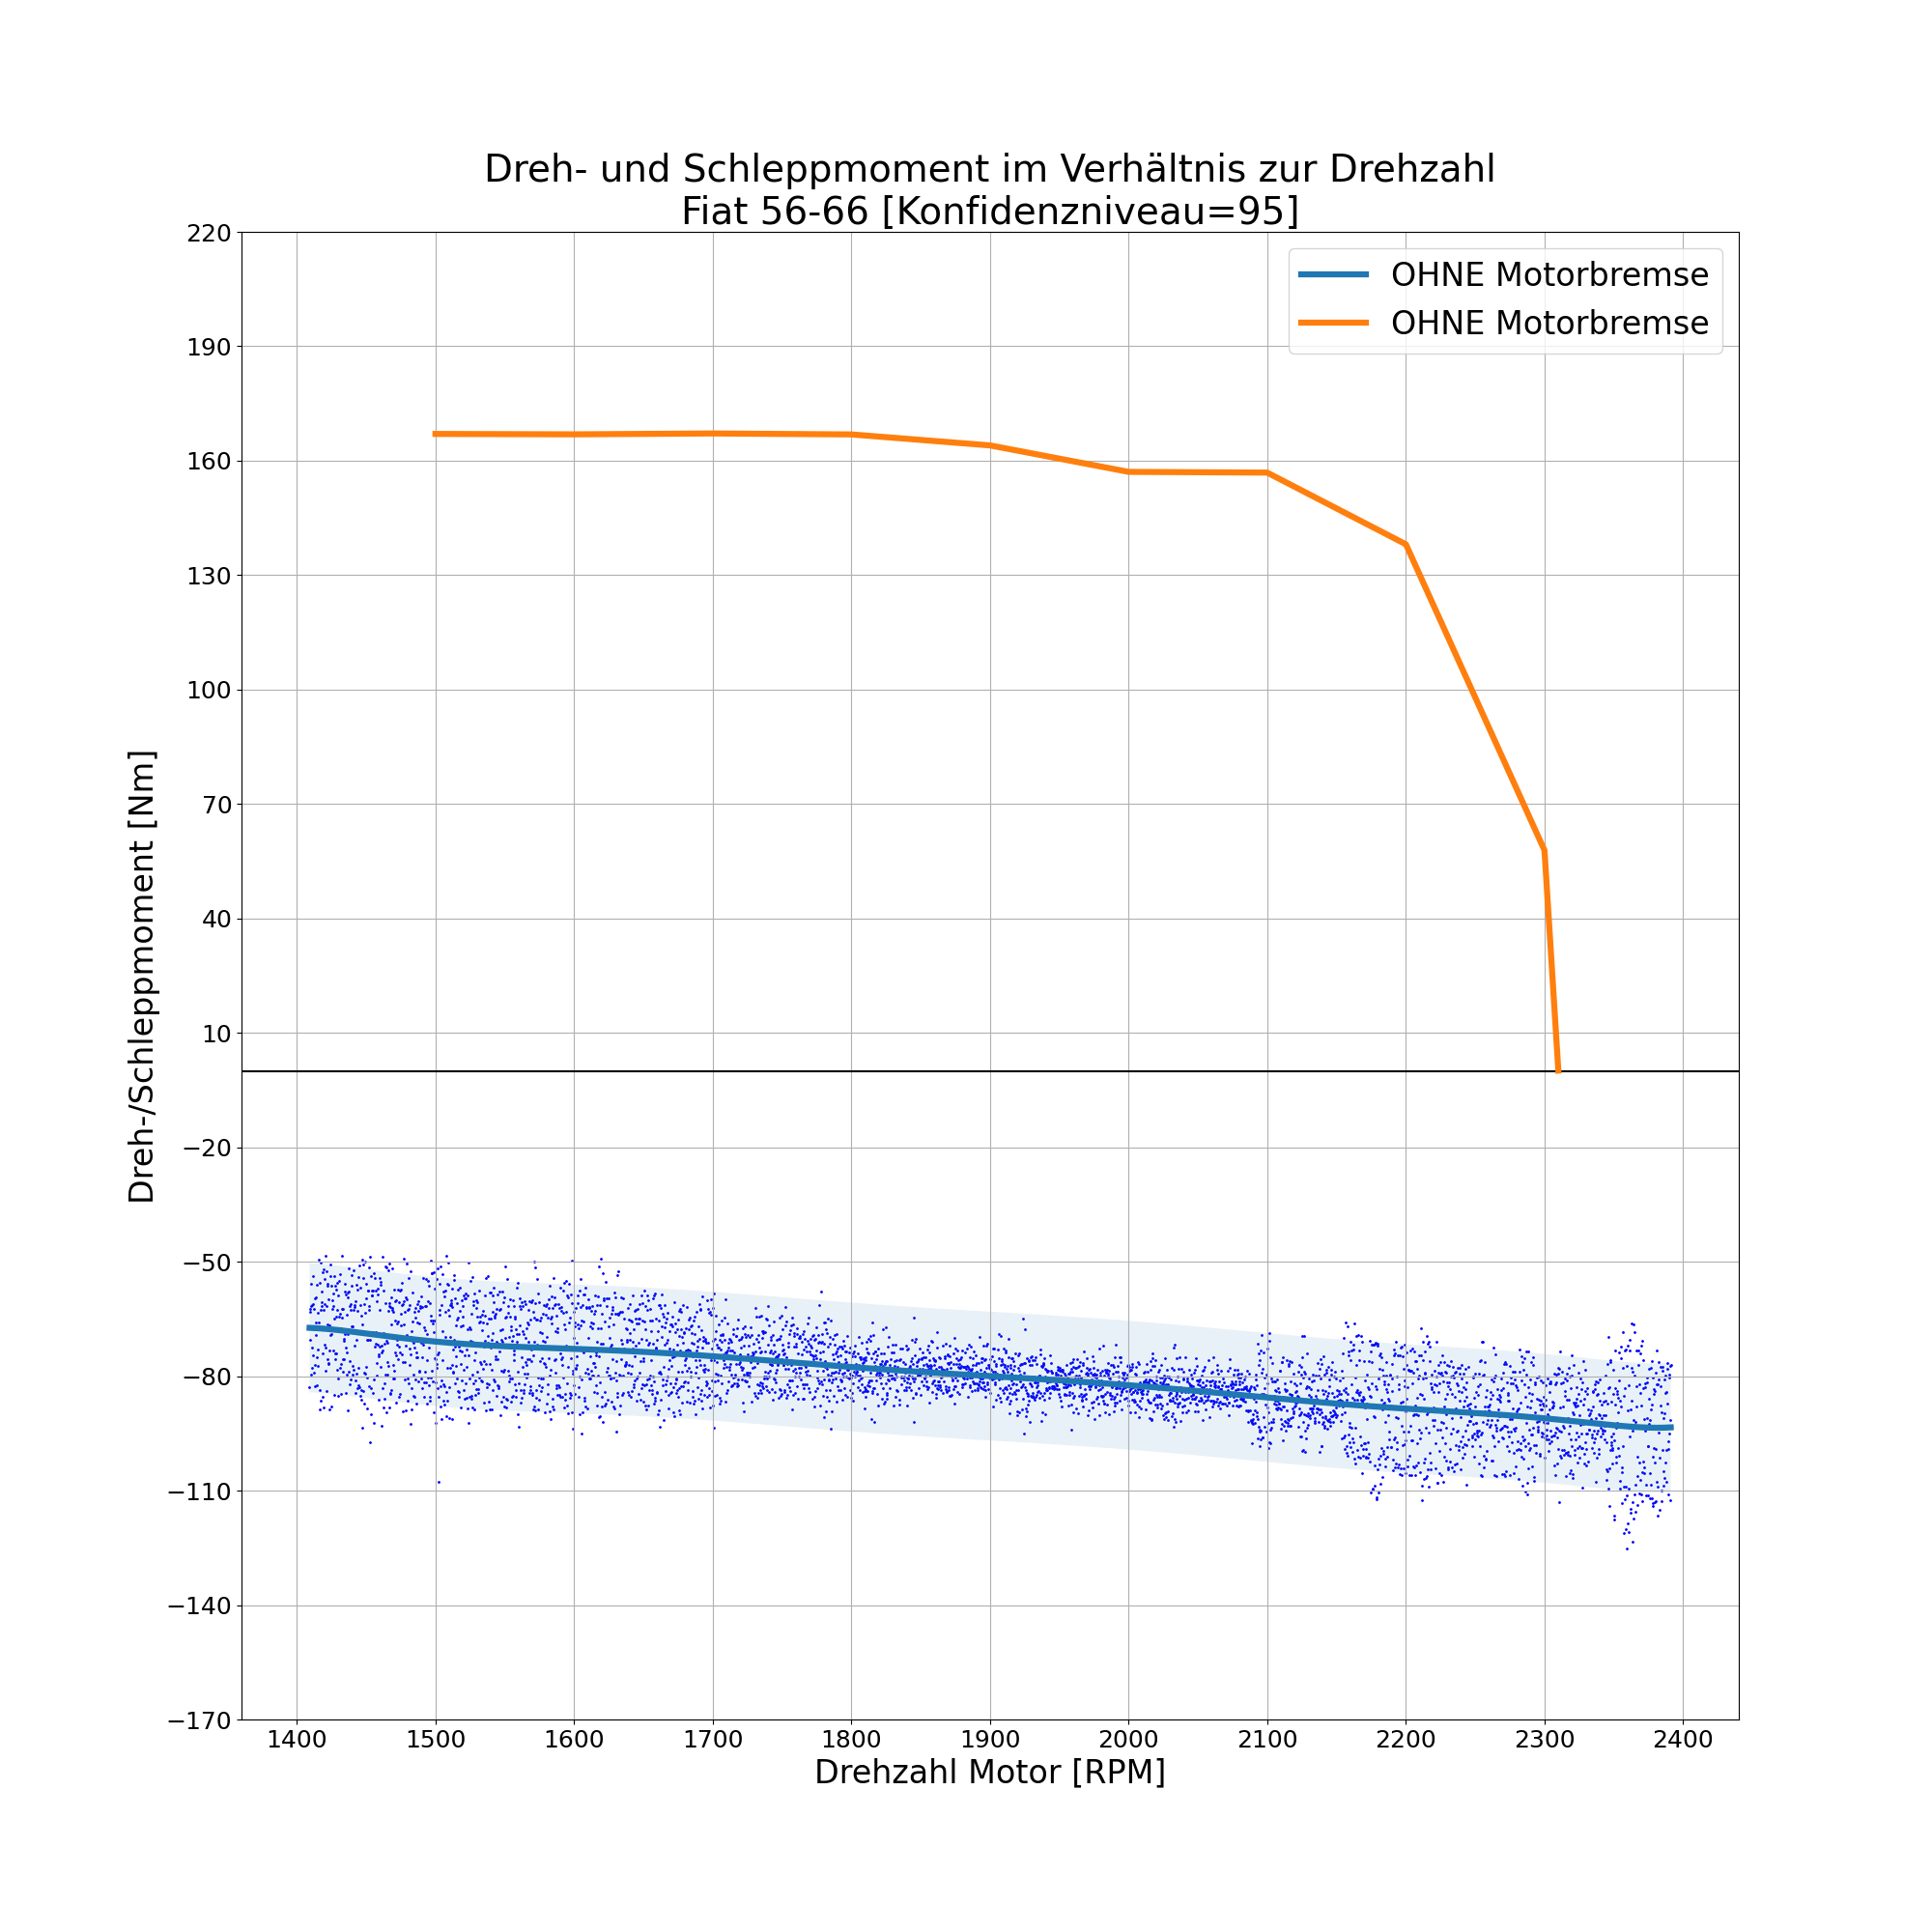 Dreh- und Schleppmoment im Verhältnis zur Drehzahl
Fiat 56-66 [Konfidenzniveau=95]
OHNE Motorbremse
OHNE Motorbremse
Dreh-/Schleppmoment [Nm]
220
190
160
130
100
70
40
10
−20
−50
−80
−110
−140
−170
1400 1500 1600 1700 1800 1900 2000 2100 2200 2300 2400
Drehzahl Motor [RPM]